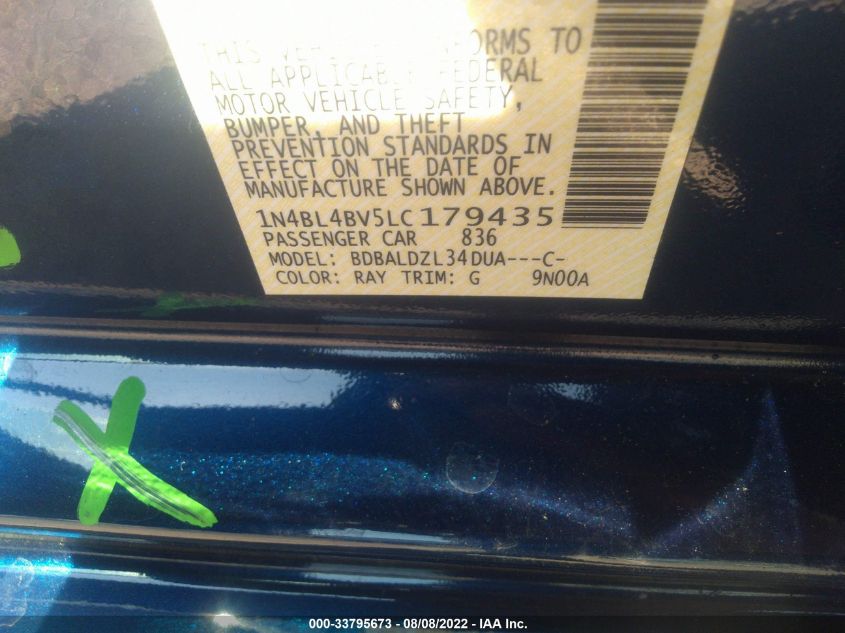 THIS VEHICLE CONFORMS TO
ALL APPLICABLE FEDERAL
MOTOR VEHICLE SAFETY,
BUMPER, AND THEFT
PREVENTION STANDARDS IN
EFFECT ON THE DATE OF
MANUFACTURE SHOWN ABOVE.
1N4BL4BV5LC179435
PASSENGER CAR 836
MODEL: BDBALDZL34DUA---C-
COLOR: RAY TRIM: G 9N00A
000-33795673 - 08/08/2022 - IAA Inc.